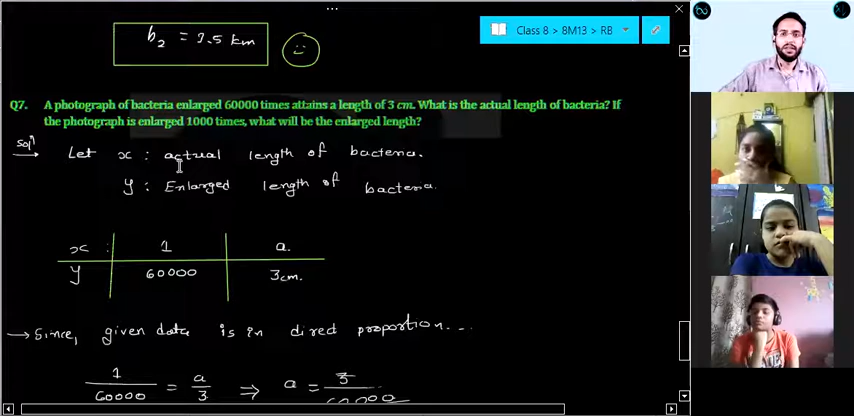 b₂ = 3.5 km
Class 8 > 8M13 > RB
Q7. A photograph of bacteria enlarged 60000 times attains a length of 3 cm. What is the actual length of bacteria? If
the photograph is enlarged 1000 times, what will be the enlarged length?
Solⁿ
Let x : actual length of bacteria.
y : Enlarged length of bacteria.
x : 1 a.
y 60000 3cm.
→ Since, given data is in direct proportion...
1/60000 = a/3 ⇒ a = 3/60000